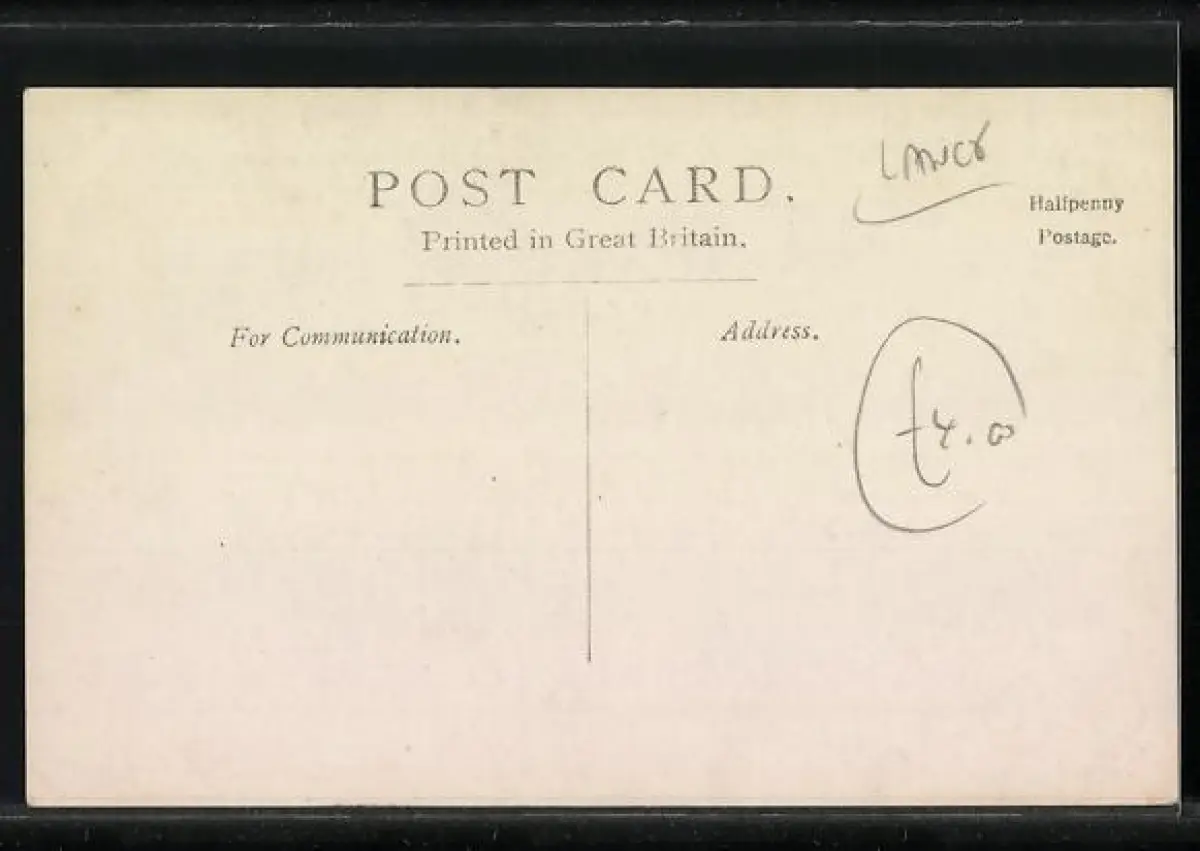 POST CARD.
Printed in Great Britain.
Halfpenny
Postage.
For Communication.
Address.
£4.00